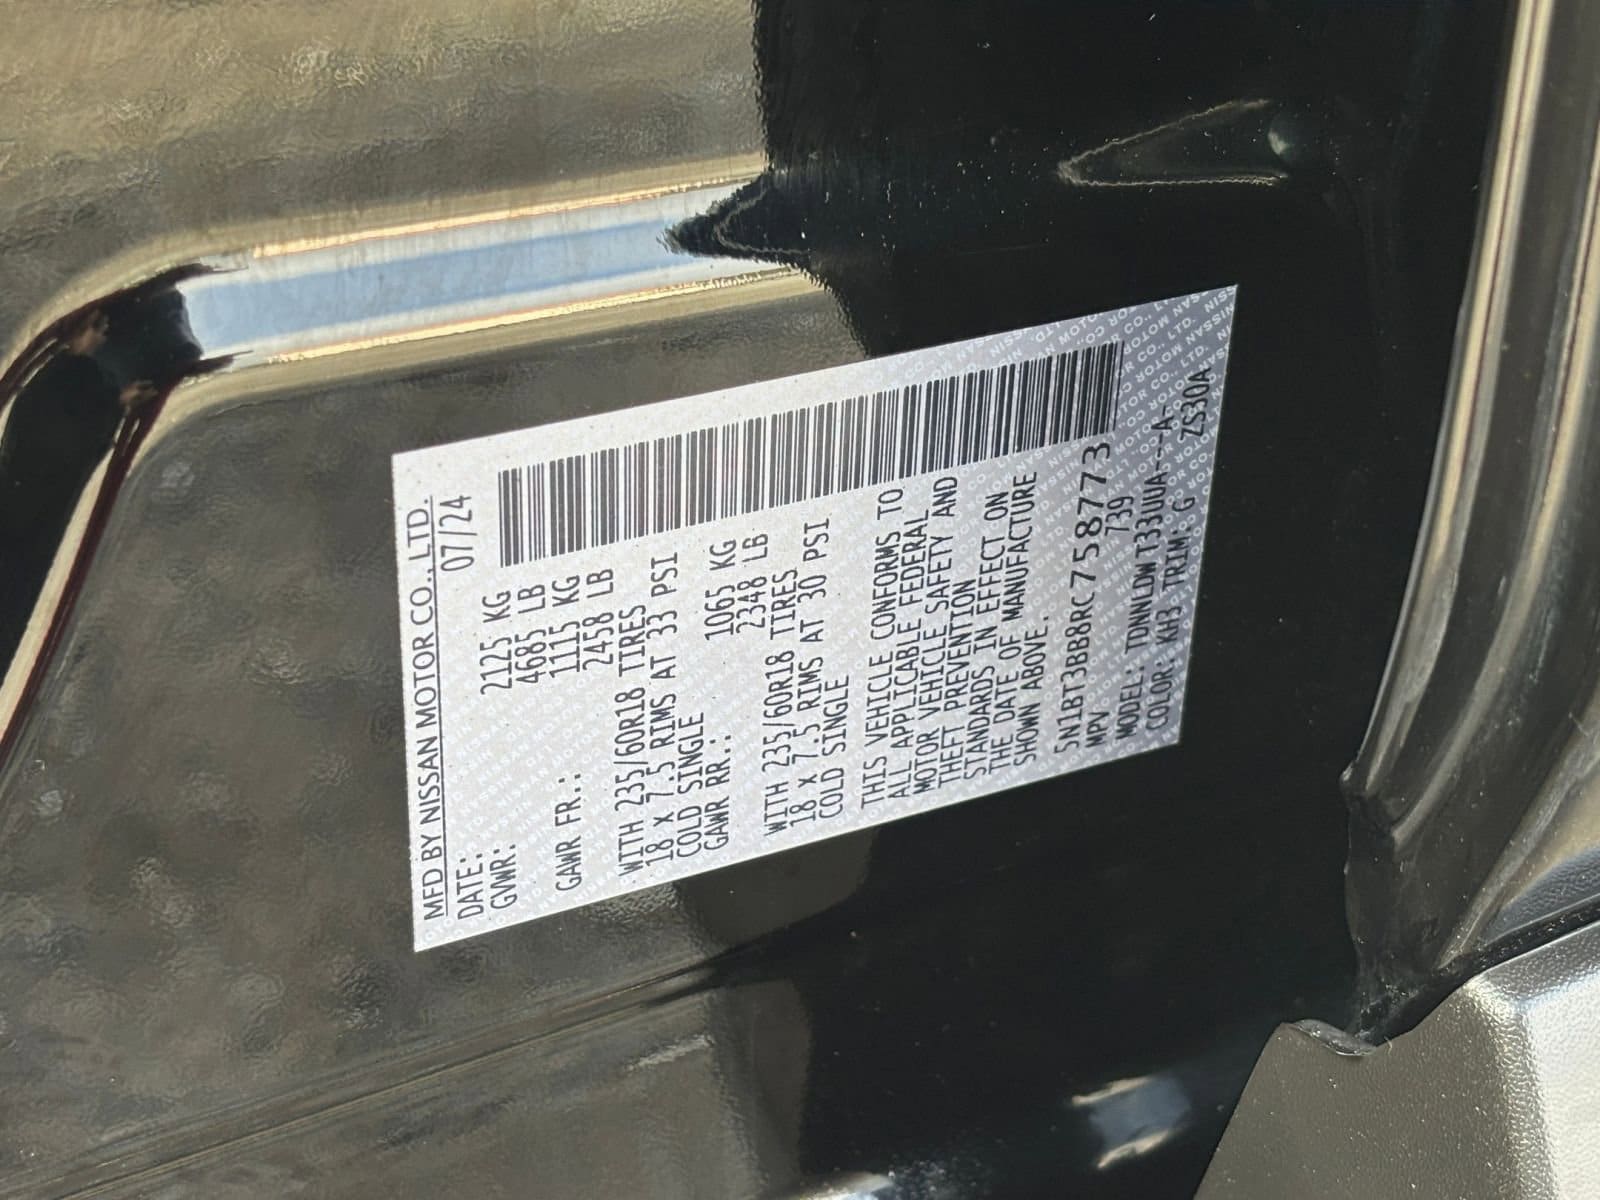 MFD BY NISSAN MOTOR CO., LTD.
DATE: 07/24
GVWR: 2125 KG
4685 LB
GAWR FR.: 1115 KG
2458 LB
WITH 235/60R18 TIRES
18 X 7.5 RIMS AT 33 PSI
COLD SINGLE
GAWR RR.: 1065 KG
2348 LB
WITH 235/60R18 TIRES
18 X 7.5 RIMS AT 30 PSI
COLD SINGLE
THIS VEHICLE CONFORMS TO
ALL APPLICABLE FEDERAL
MOTOR VEHICLE SAFETY AND
THEFT PREVENTION
STANDARDS IN EFFECT ON
THE DATE OF MANUFACTURE
SHOWN ABOVE.
5N1BT3BB8RC758773
MPV 739
MODEL: TDNNLDWT33UUA---A-
COLOR: KH3 TRIM: G ZS30A